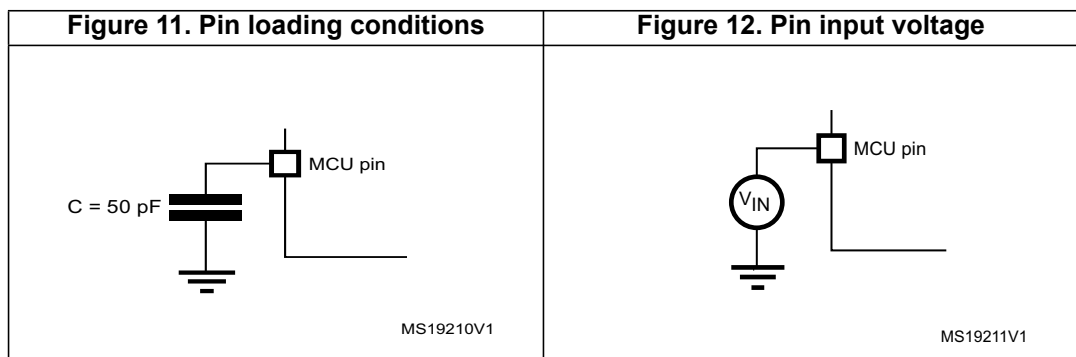 Figure 11. Pin loading conditions
Figure 12. Pin input voltage
MCU pin
C = 50 pF
MS19210V1
MCU pin
VIN
MS19211V1